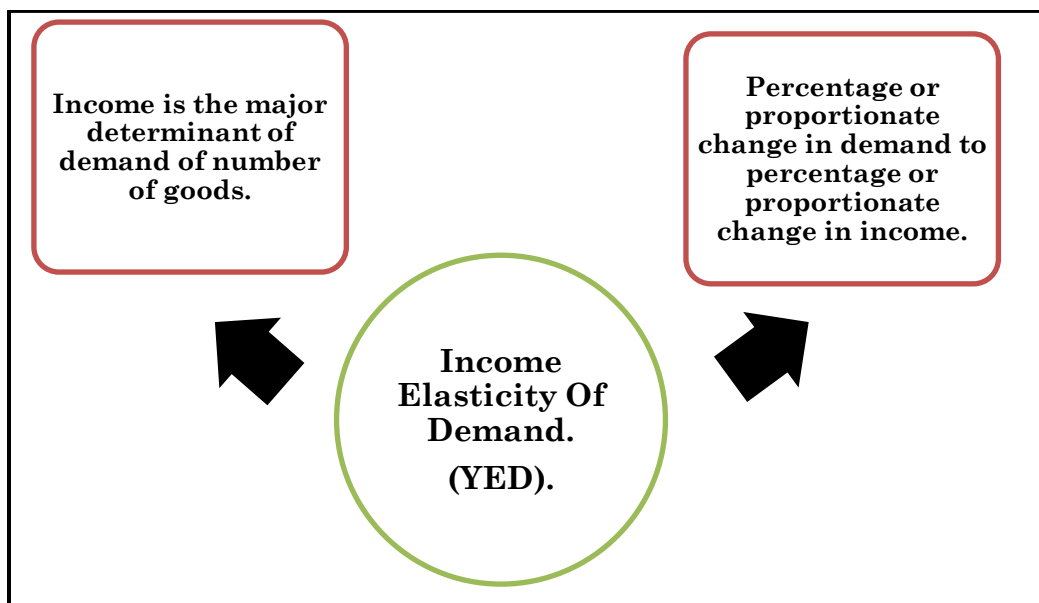 Income is the major
determinant of
demand of number
of goods.
Percentage or
proportionate
change in demand to
percentage or
proportionate
change in income.
Income
Elasticity Of
Demand.
(YED).